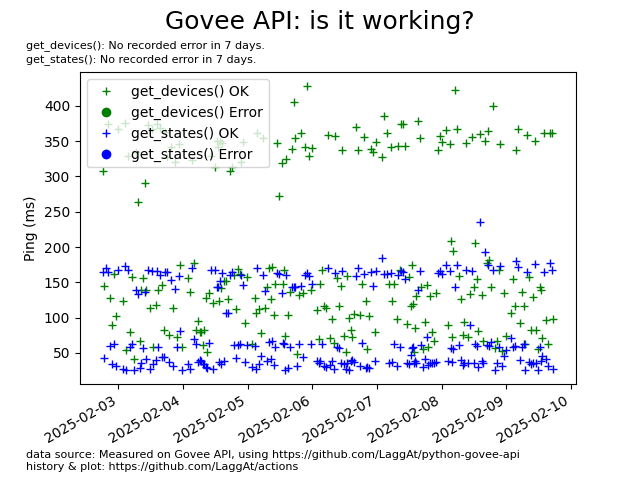 Govee API: is it working?
get_devices(): No recorded error in 7 days.
get_states(): No recorded error in 7 days.
get_devices() OK
get_devices() Error
get_states() OK
get_states() Error
Ping (ms)
400
350
300
250
200
150
100
50
2025-02-03
2025-02-04
2025-02-05
2025-02-06
2025-02-07
2025-02-08
2025-02-09
2025-02-10
data source: Measured on Govee API, using https://github.com/LaggAt/python-govee-api
history & plot: https://github.com/LaggAt/actions